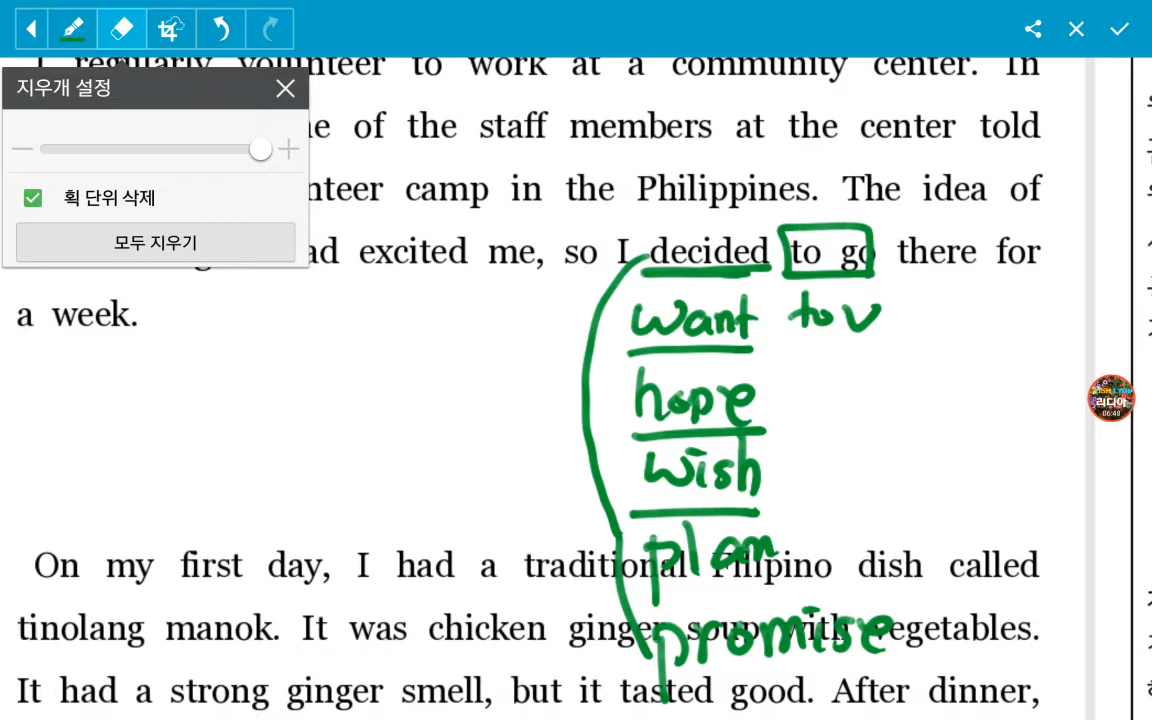 I regularly volunteer to work at a community center. In
지우개 설정
of the staff members at the center told
camp in the Philippines. The idea of
획 단위 삭제
모두 지우기
excited me, so I decided to go there for
a week.
want to v
hope
wish
plan
promise
리디아
06:48
On my first day, I had a traditional Filipino dish called
tinolang manok. It was chicken ginger soup with vegetables.
It had a strong ginger smell, but it tasted good. After dinner,